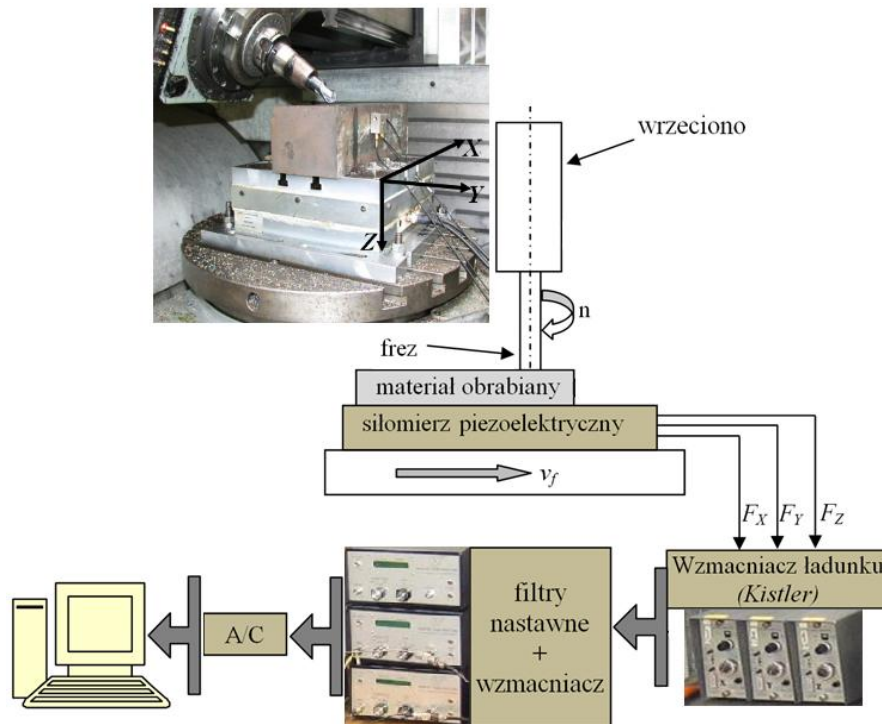 X
Y
Z
wrzeciono
n
frez
materiał obrabiany
siłomierz piezoelektryczny
v_f
F_X F_Y F_Z
Wzmacniacz ładunku
(Kistler)
filtry
nastawne
+
wzmacniacz
A/C